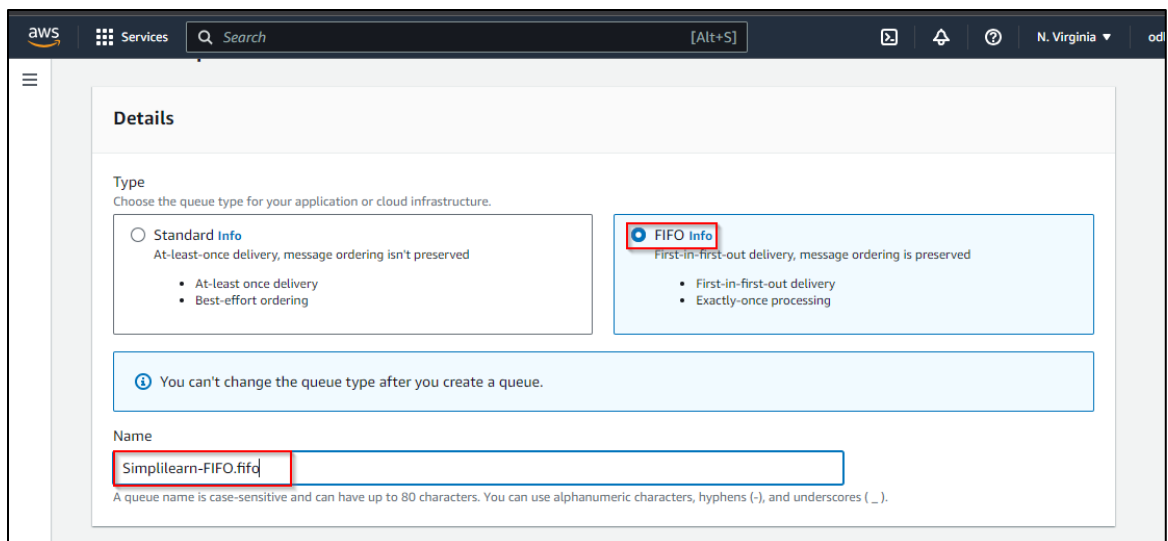 aws
Services
Search
[Alt+S]
N. Virginia ▼
Details
Type
Choose the queue type for your application or cloud infrastructure.
Standard Info
At-least-once delivery, message ordering isn't preserved
• At-least once delivery
• Best-effort ordering
FIFO Info
First-in-first-out delivery, message ordering is preserved
• First-in-first-out delivery
• Exactly-once processing
You can't change the queue type after you create a queue.
Name
Simplilearn-FIFO.fifo
A queue name is case-sensitive and can have up to 80 characters. You can use alphanumeric characters, hyphens (-), and underscores ( _ ).